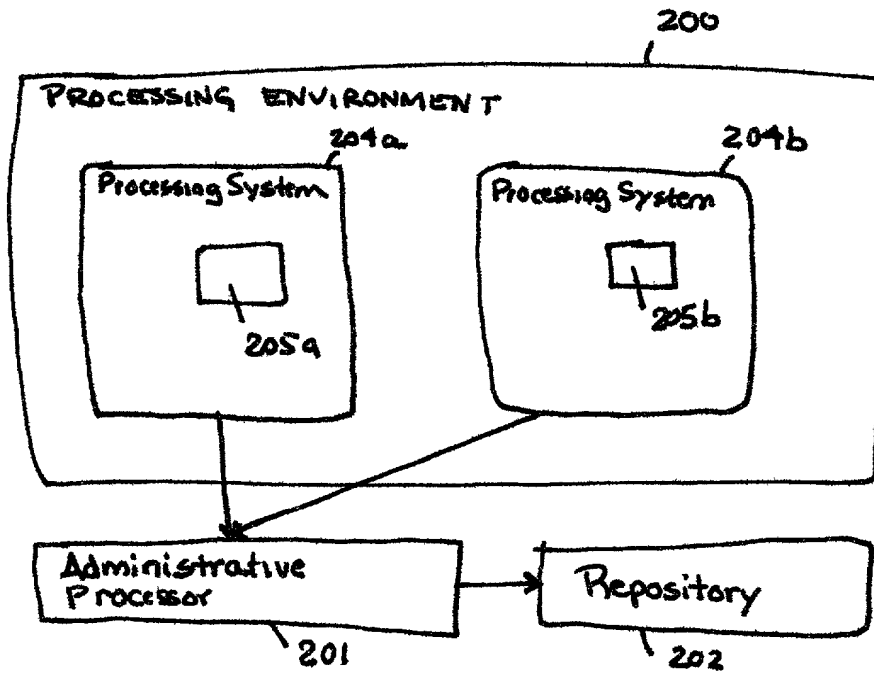 200
PROCESSING ENVIRONMENT
204a
204b
Processing System
Processing System
205a
205b
Administrative
Processor
Repository
201
202